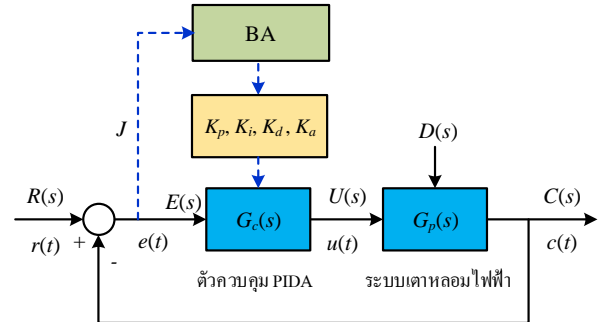 BA
J
Kp, Ki, Kd, Ka
D(s)
R(s)
E(s)
Gc(s)
U(s)
Gp(s)
C(s)
r(t)
+
-
e(t)
u(t)
c(t)
ตัวควบคุม PIDA
ระบบเตาหลอมไฟฟ้า